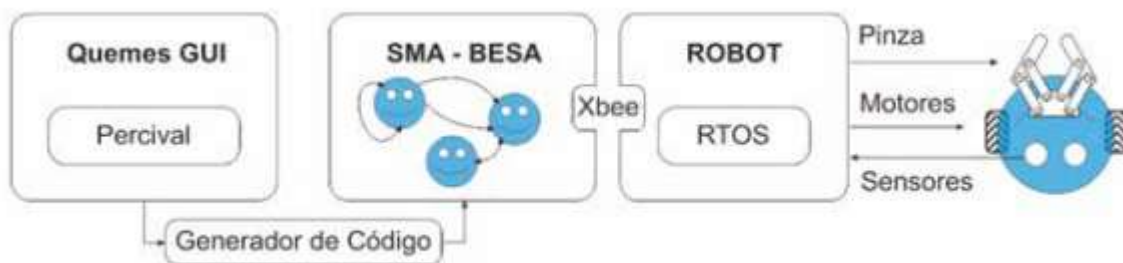 Quemes GUI
Percival
SMA - BESA
Xbee
ROBOT
RTOS
Pinza
Motores
Sensores
Generador de Código